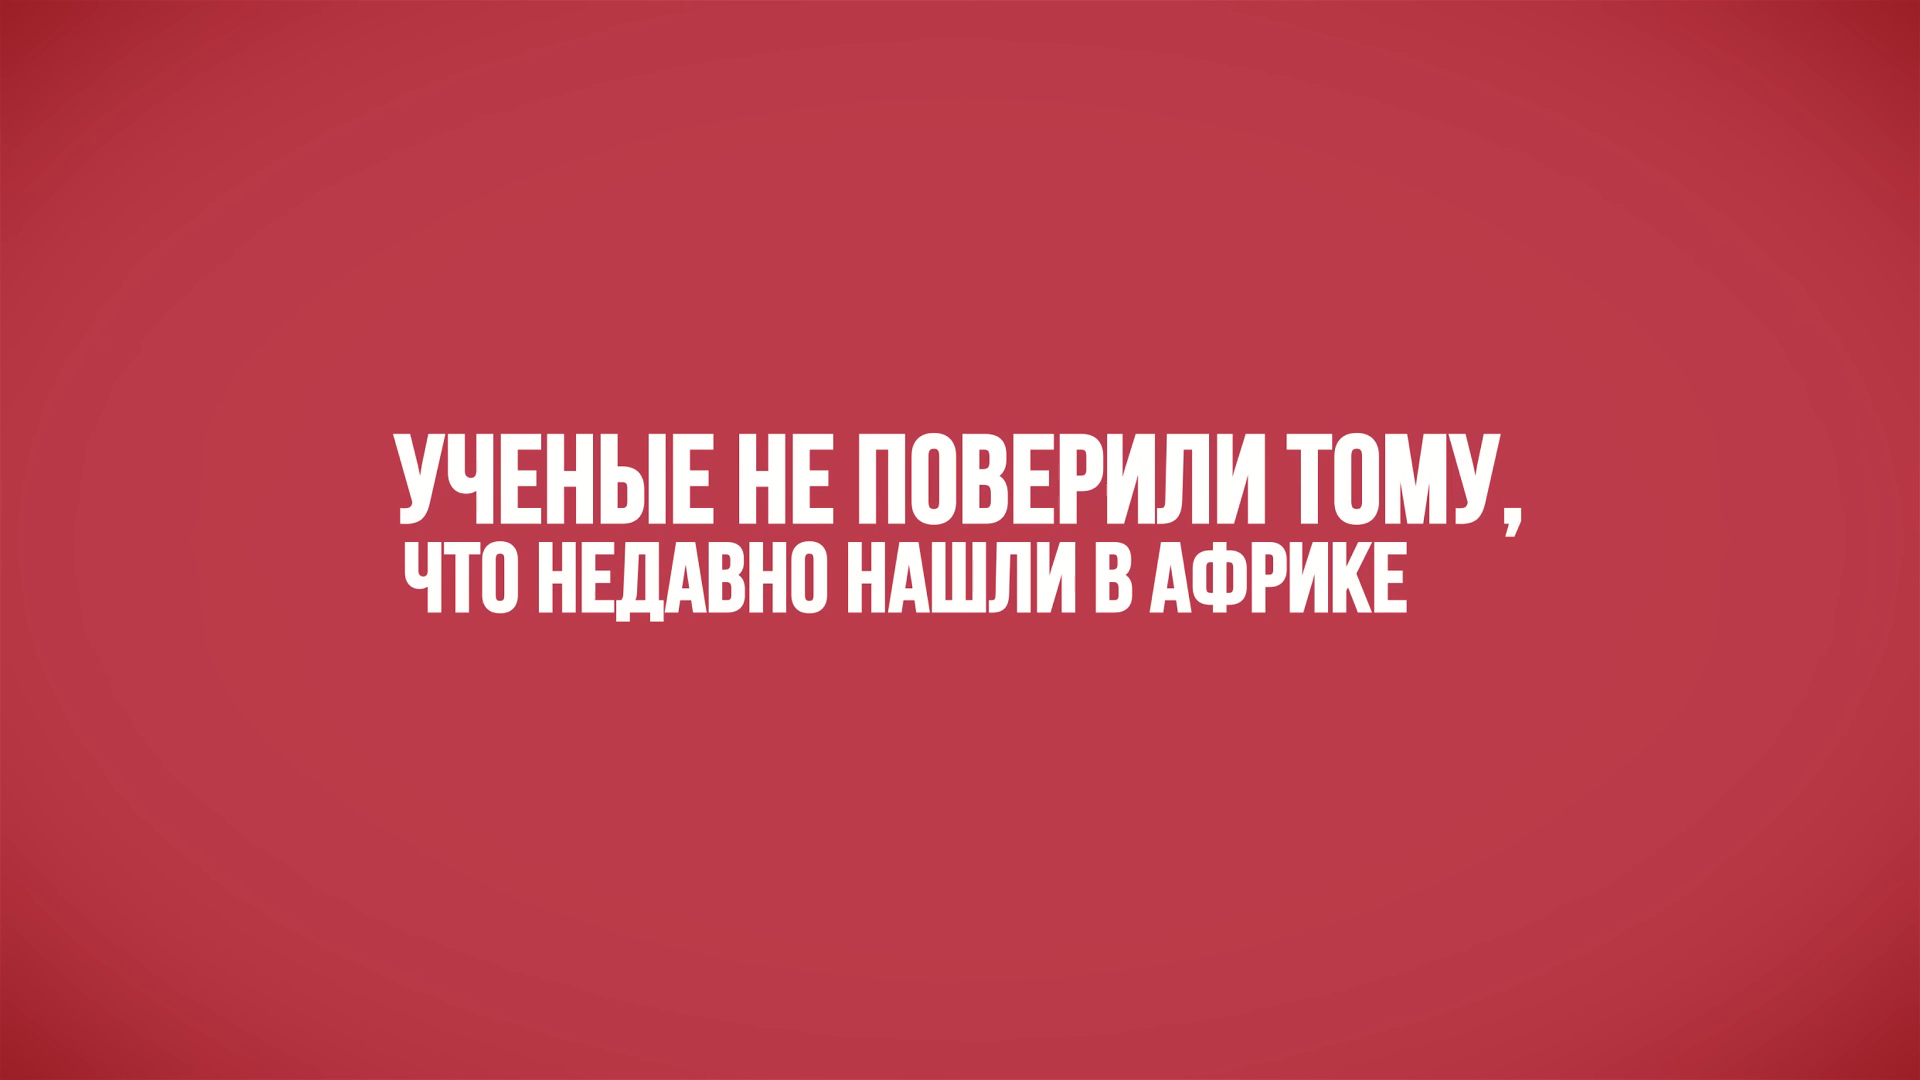 УЧЕНЫЕ НЕ ПОВЕРИЛИ ТОМУ,
ЧТО НЕДАВНО НАШЛИ В АФРИКЕ